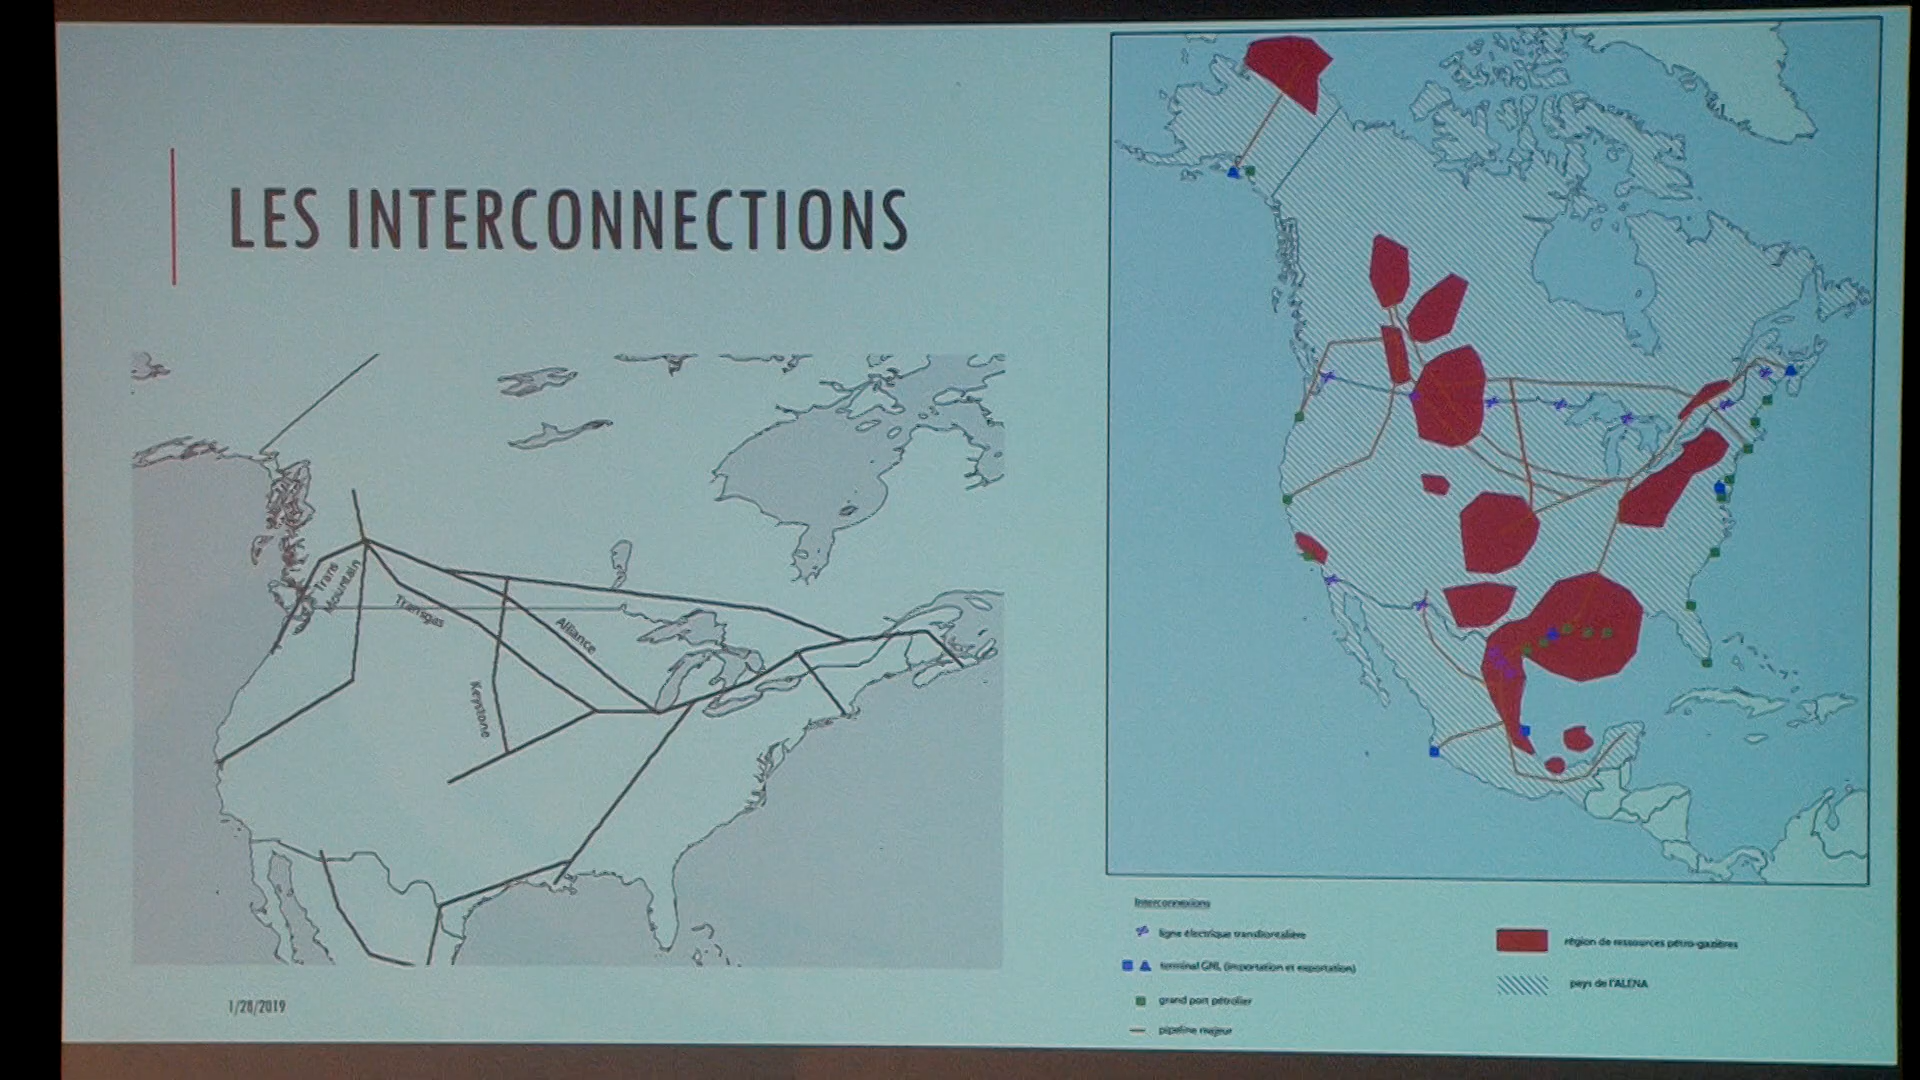 LES INTERCONNECTIONS
Trans
Mountain
Transgas
Alliance
Keystone
1/28/2019
Interconnexions
ligne électrique transfrontalière
terminal GNL (importation et exportation)
grand port pétrolier
pipeline majeur
région de ressources pétro-gazières
pays de l'ALENA